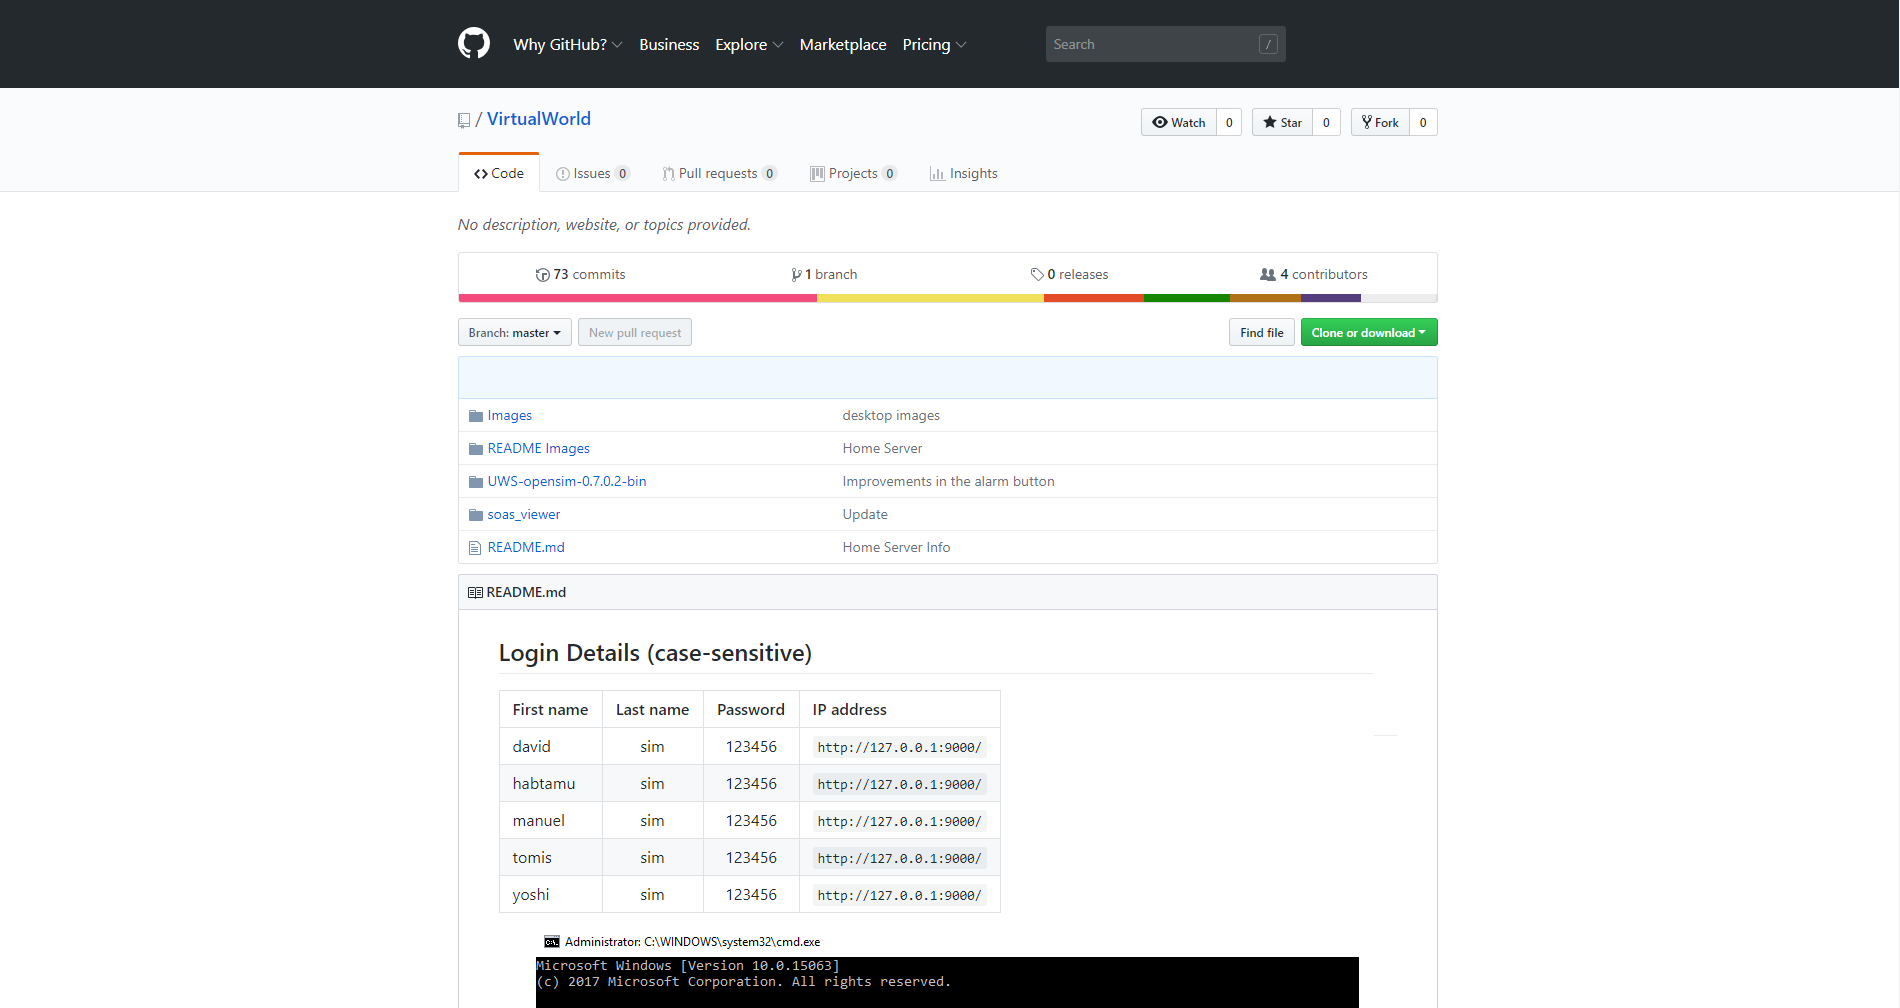 Why GitHub? Business Explore Marketplace Pricing Search /
/ VirtualWorld Watch 0 Star 0 Fork 0
Code Issues 0 Pull requests 0 Projects 0 Insights
No description, website, or topics provided.
73 commits 1 branch 0 releases 4 contributors
Branch: master New pull request Find file Clone or download
Images desktop images
README Images Home Server
UWS-opensim-0.7.0.2-bin Improvements in the alarm button
soas_viewer Update
README.md Home Server Info
README.md
Login Details (case-sensitive)
First name Last name Password IP address
david sim 123456 http://127.0.0.1:9000/
habtamu sim 123456 http://127.0.0.1:9000/
manuel sim 123456 http://127.0.0.1:9000/
tomis sim 123456 http://127.0.0.1:9000/
yoshi sim 123456 http://127.0.0.1:9000/
Administrator: C:\WINDOWS\system32\cmd.exe
Microsoft Windows [Version 10.0.15063]
(c) 2017 Microsoft Corporation. All rights reserved.